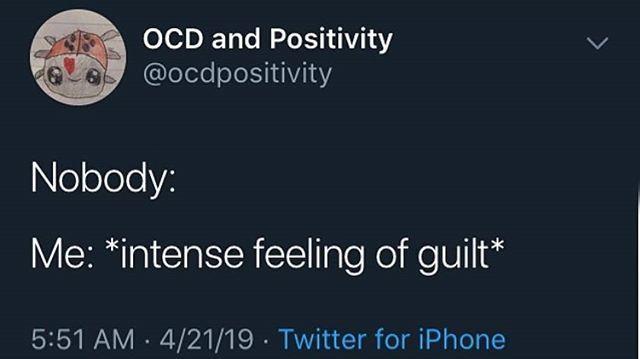 OCD and Positivity
@ocdpositivity
Nobody:
Me: *intense feeling of guilt*
5:51 AM · 4/21/19 · Twitter for iPhone